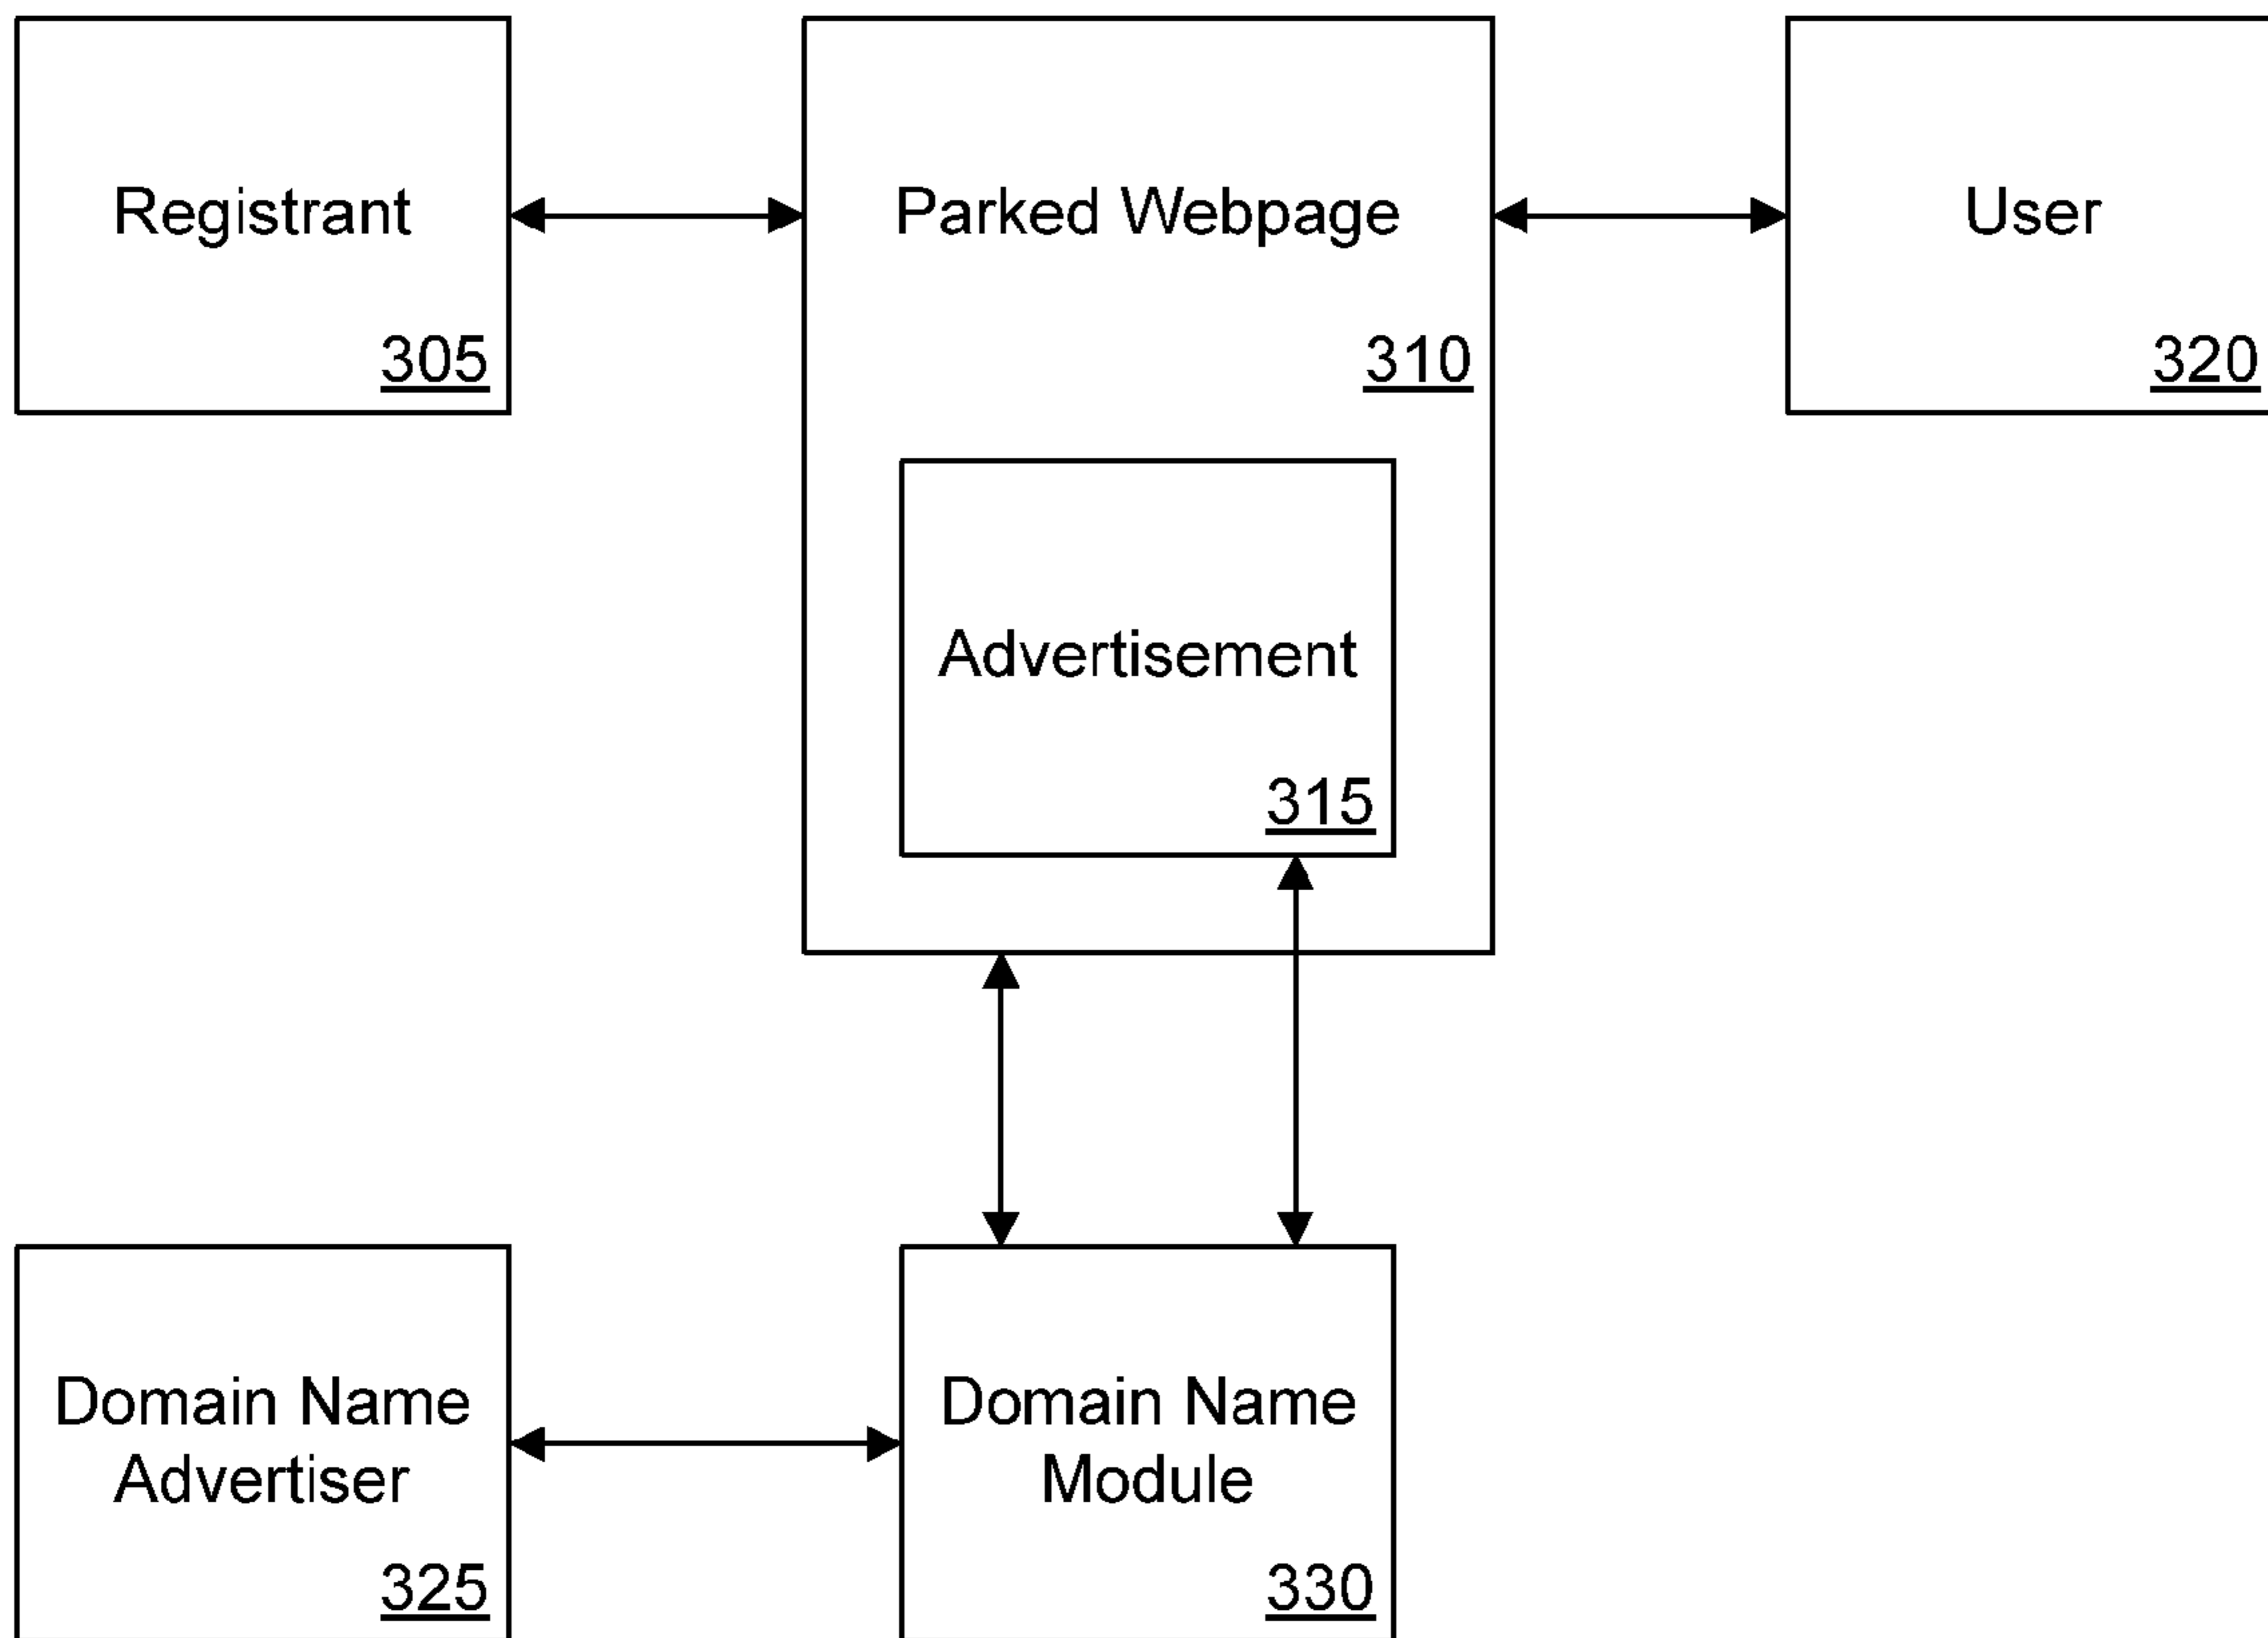 Registrant
305
Parked Webpage
310
User
320
Advertisement
315
Domain Name
Advertiser
325
Domain Name
Module
330